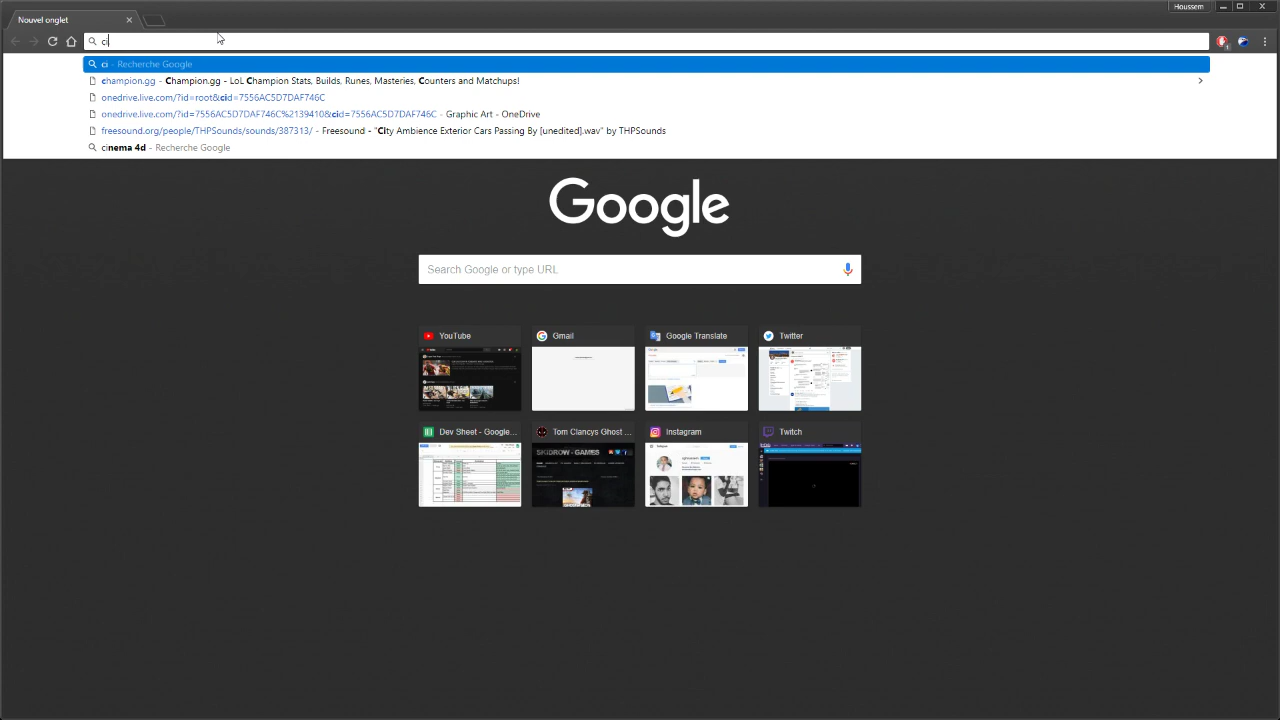 Houssem
Nouvel onglet
ci
ci - Recherche Google
champion.gg - Champion.gg - LoL Champion Stats, Builds, Runes, Masteries, Counters and Matchups!
onedrive.live.com/?id=root&cid=7556AC5D7DAF746C
onedrive.live.com/?id=7556AC5D7DAF746C%2139410&cid=7556AC5D7DAF746C - Graphic Art - OneDrive
freesound.org/people/THPSounds/sounds/387313/ - Freesound - "City Ambience Exterior Cars Passing By [unedited].wav" by THPSounds
cinema 4d - Recherche Google
Google
Search Google or type URL
YouTube
Gmail
Google Translate
Twitter
Dev Sheet - Google...
Tom Clancys Ghost ...
Instagram
Twitch
SKIDROW - GAMES